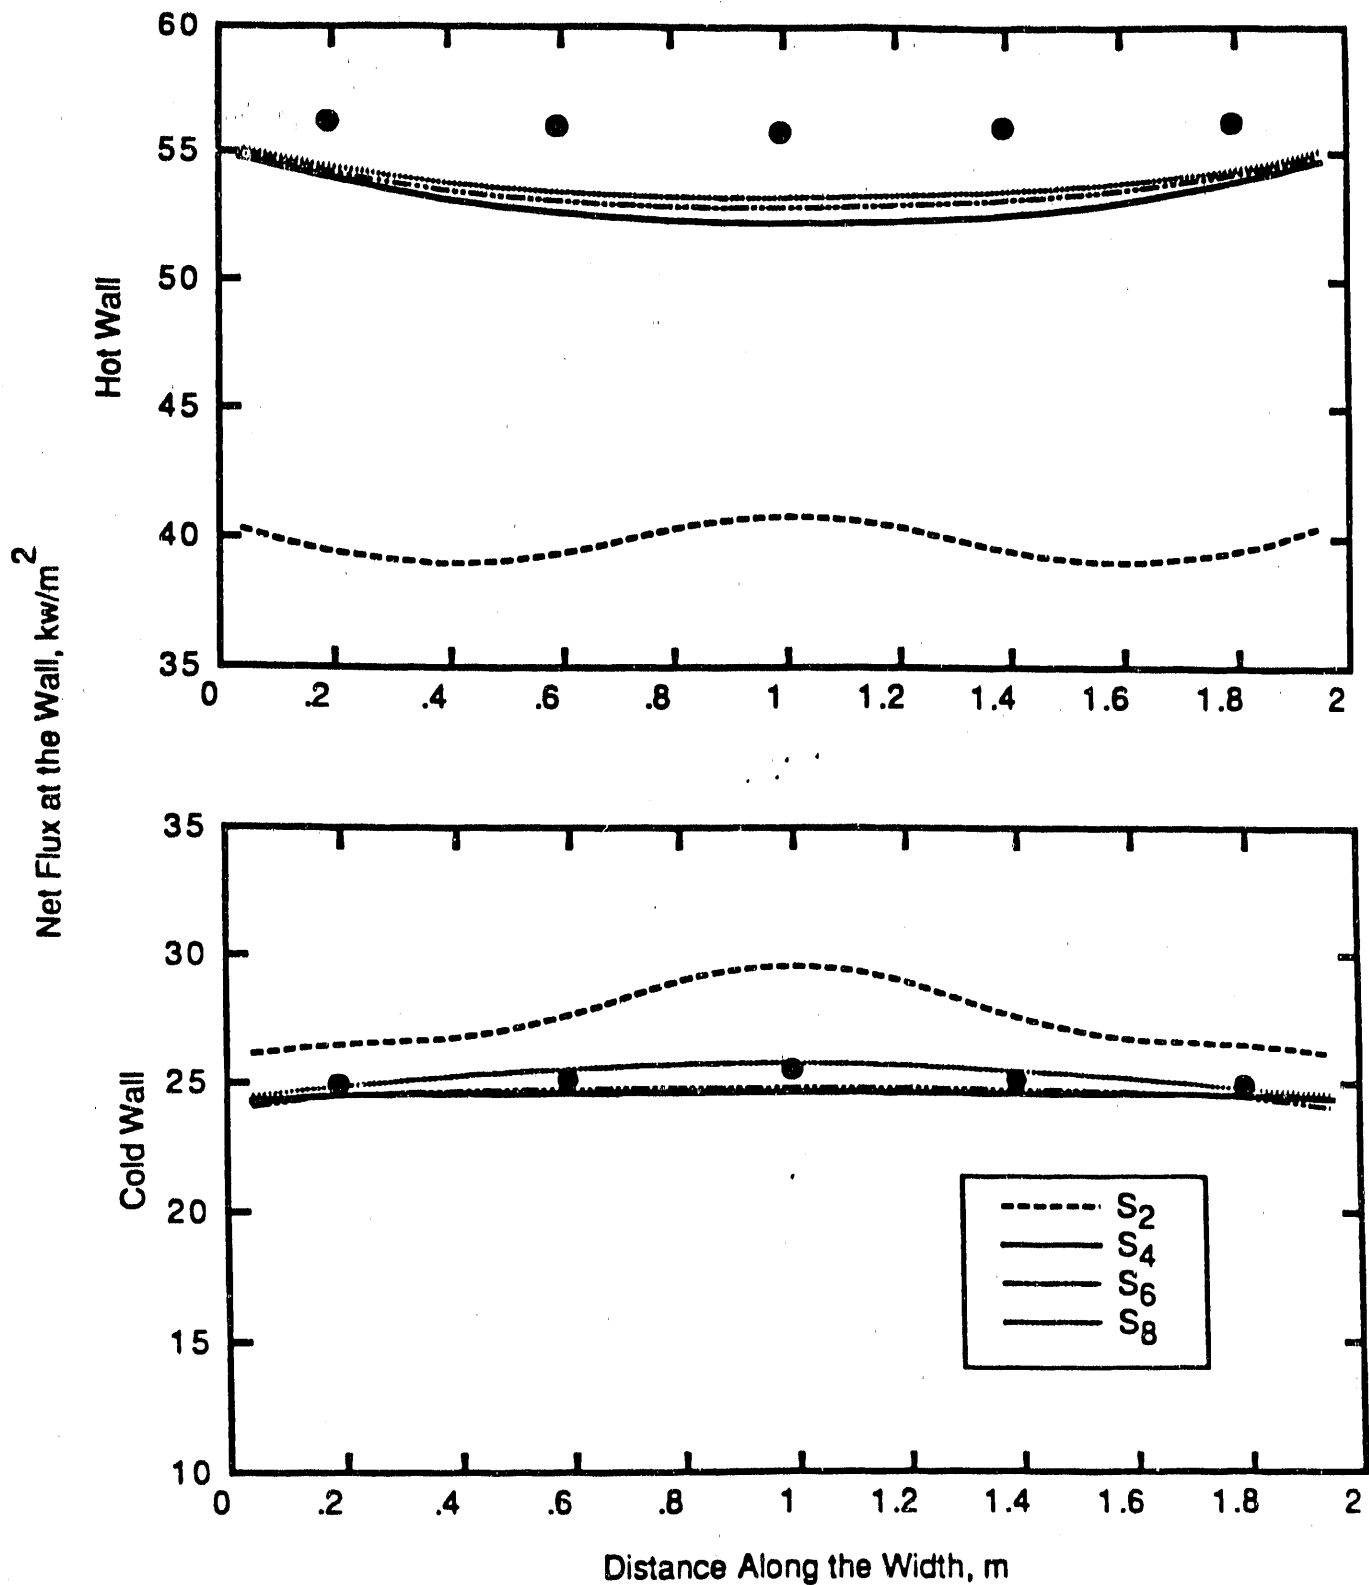 Net Flux at the Wall, kw/m2
Hot Wall
60
55
50
45
40
35
0 .2 .4 .6 .8 1 1.2 1.4 1.6 1.8 2
Cold Wall
35
30
25
20
15
10
S2
S4
S6
S8
0 .2 .4 .6 .8 1 1.2 1.4 1.6 1.8 2
Distance Along the Width, m